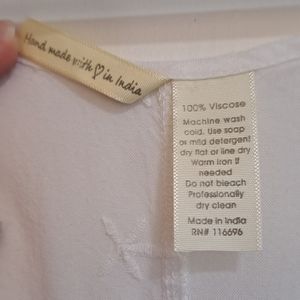 Hand made with ♡ in India
100% Viscose
Machine wash
cold. Use soap
or mild detergent
dry flat or line dry
Warm iron if
needed
Do not bleach
Professionally
dry clean
Made in India
RN# 116696